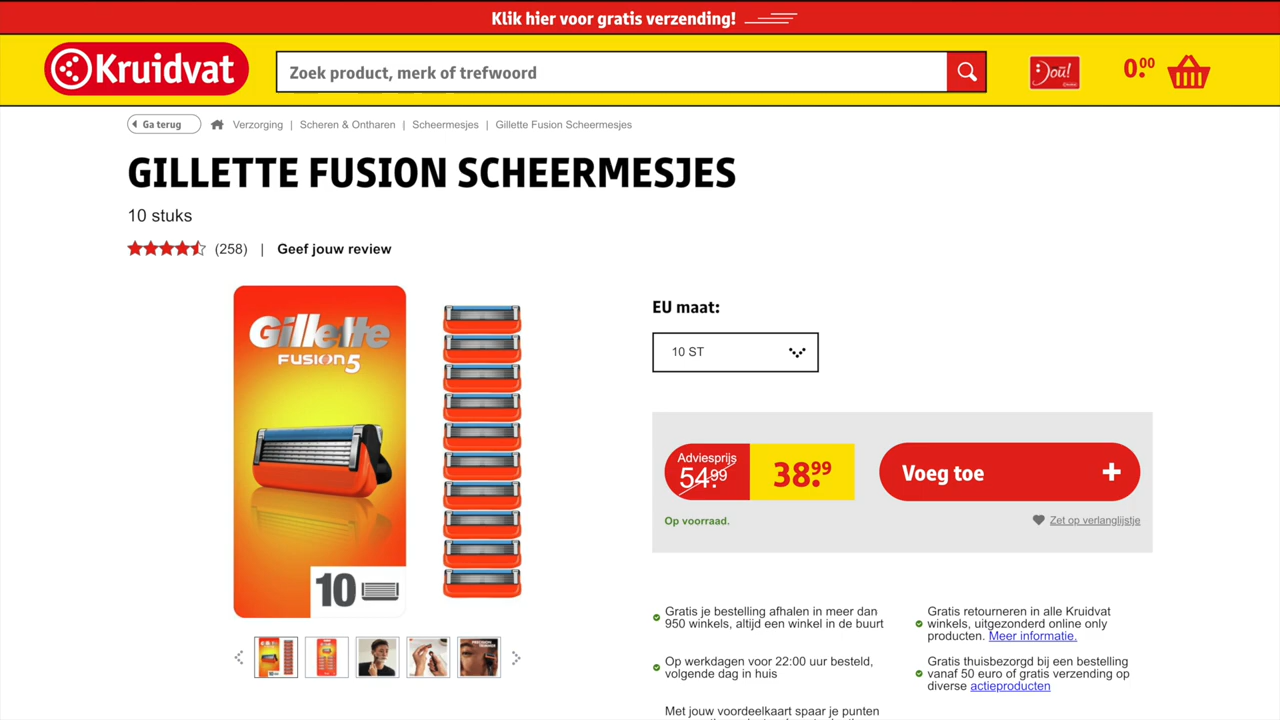 Klik hier voor gratis verzending!
Kruidvat
Zoek product, merk of trefwoord
Jou!
0.00
Ga terug
Verzorging | Scheren & Ontharen | Scheermesjes | Gillette Fusion Scheermesjes
GILLETTE FUSION SCHEERMESJES
10 stuks
(258) | Geef jouw review
Gillette
FUSION5
10
EU maat:
10 ST
Adviesprijs
54.99
38.99
Voeg toe +
Op voorraad.
Zet op verlanglijstje
Gratis je bestelling afhalen in meer dan
950 winkels, altijd een winkel in de buurt
Op werkdagen voor 22:00 uur besteld,
volgende dag in huis
Met jouw voordeelkaart spaar je punten
Gratis retourneren in alle Kruidvat
winkels, uitgezonderd online only
producten. Meer informatie.
Gratis thuisbezorgd bij een bestelling
vanaf 50 euro of gratis verzending op
diverse actieproducten